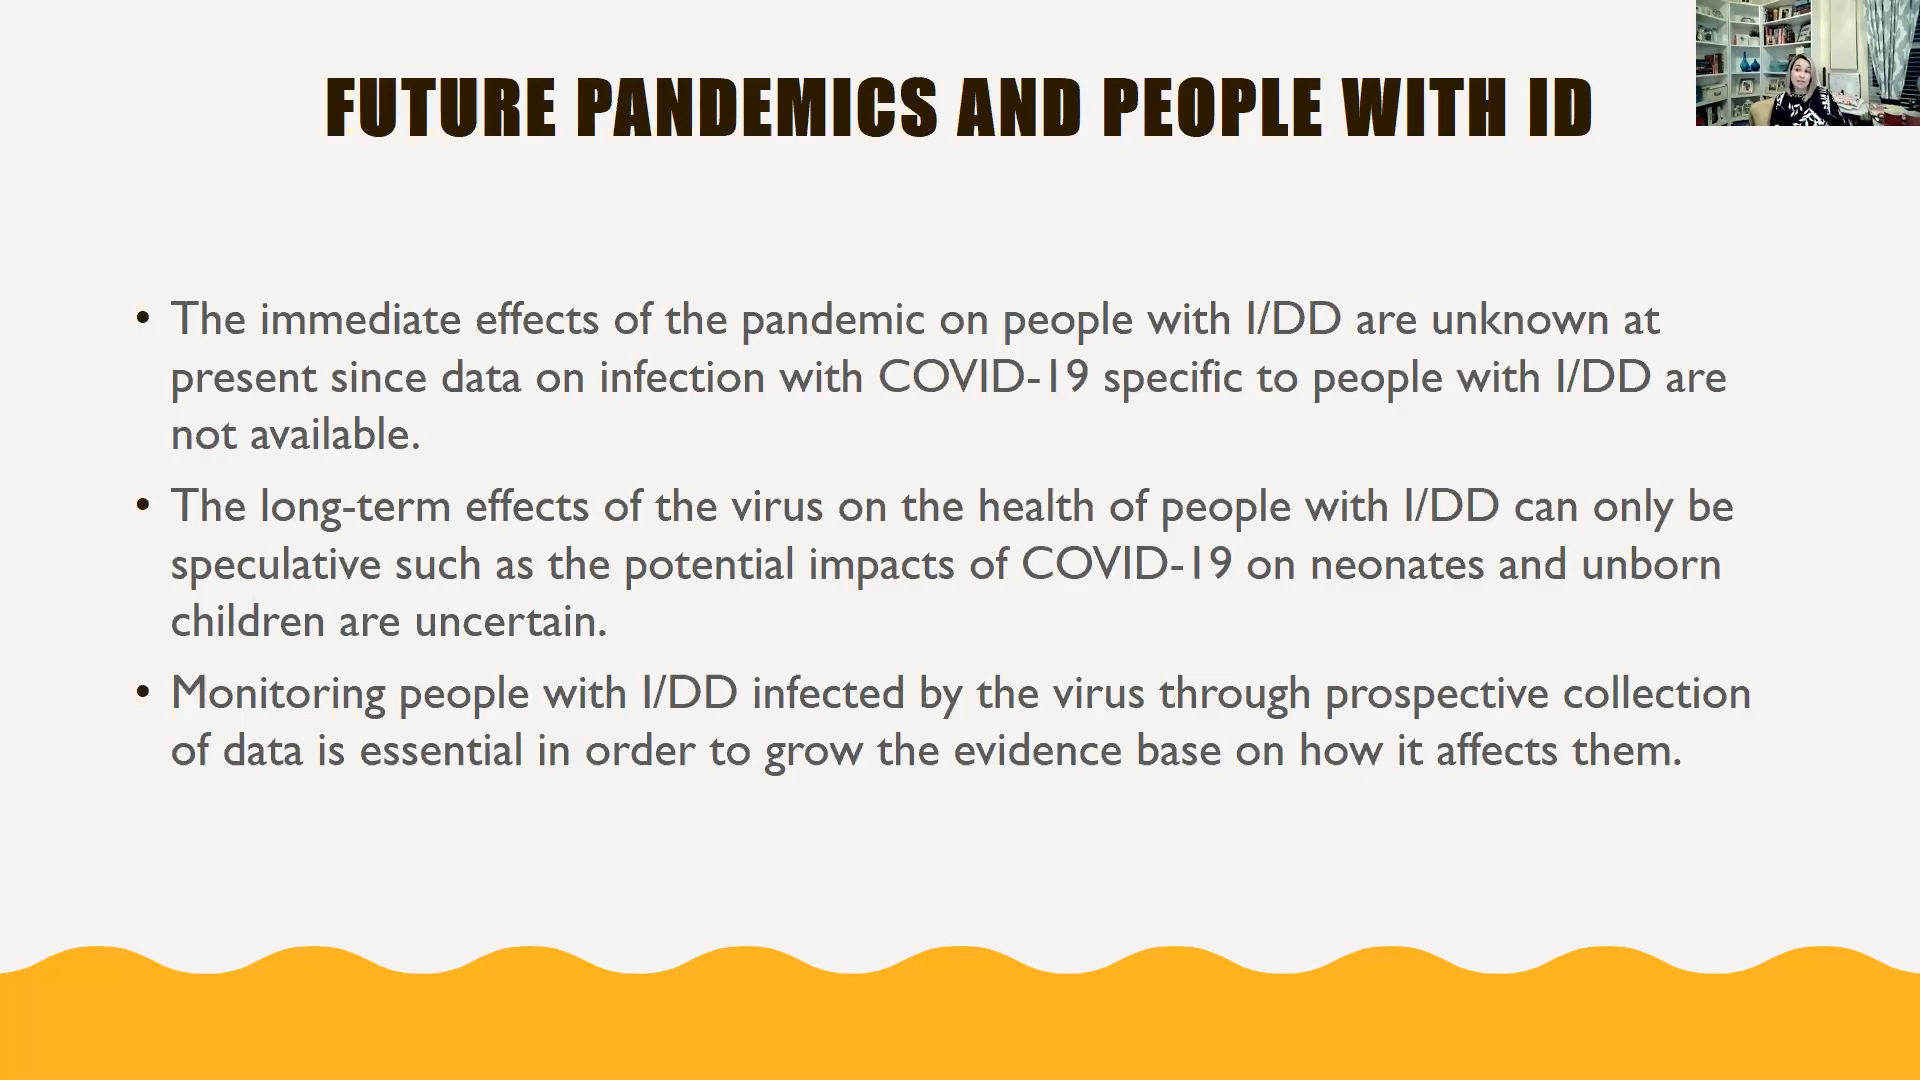 FUTURE PANDEMICS AND PEOPLE WITH ID
• The immediate effects of the pandemic on people with I/DD are unknown at
present since data on infection with COVID-19 specific to people with I/DD are
not available.
• The long-term effects of the virus on the health of people with I/DD can only be
speculative such as the potential impacts of COVID-19 on neonates and unborn
children are uncertain.
• Monitoring people with I/DD infected by the virus through prospective collection
of data is essential in order to grow the evidence base on how it affects them.